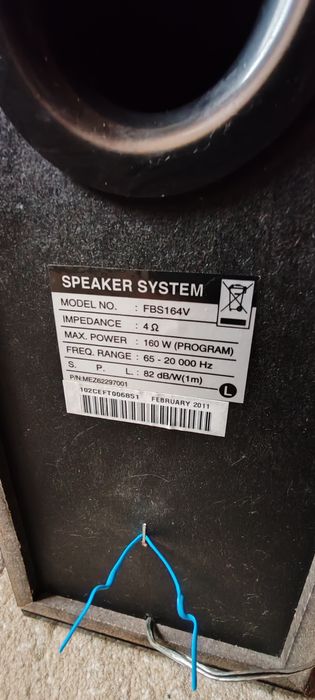 SPEAKER SYSTEM
MODEL NO. : FBS164V
IMPEDANCE : 4 Ω
MAX. POWER : 160 W (PROGRAM)
FREQ. RANGE : 65 - 20 000 Hz
S. P. L. : 82 dB/W(1m)
P/N:MEZ62297001
L
102CEFT006851 FEBRUARY 2011